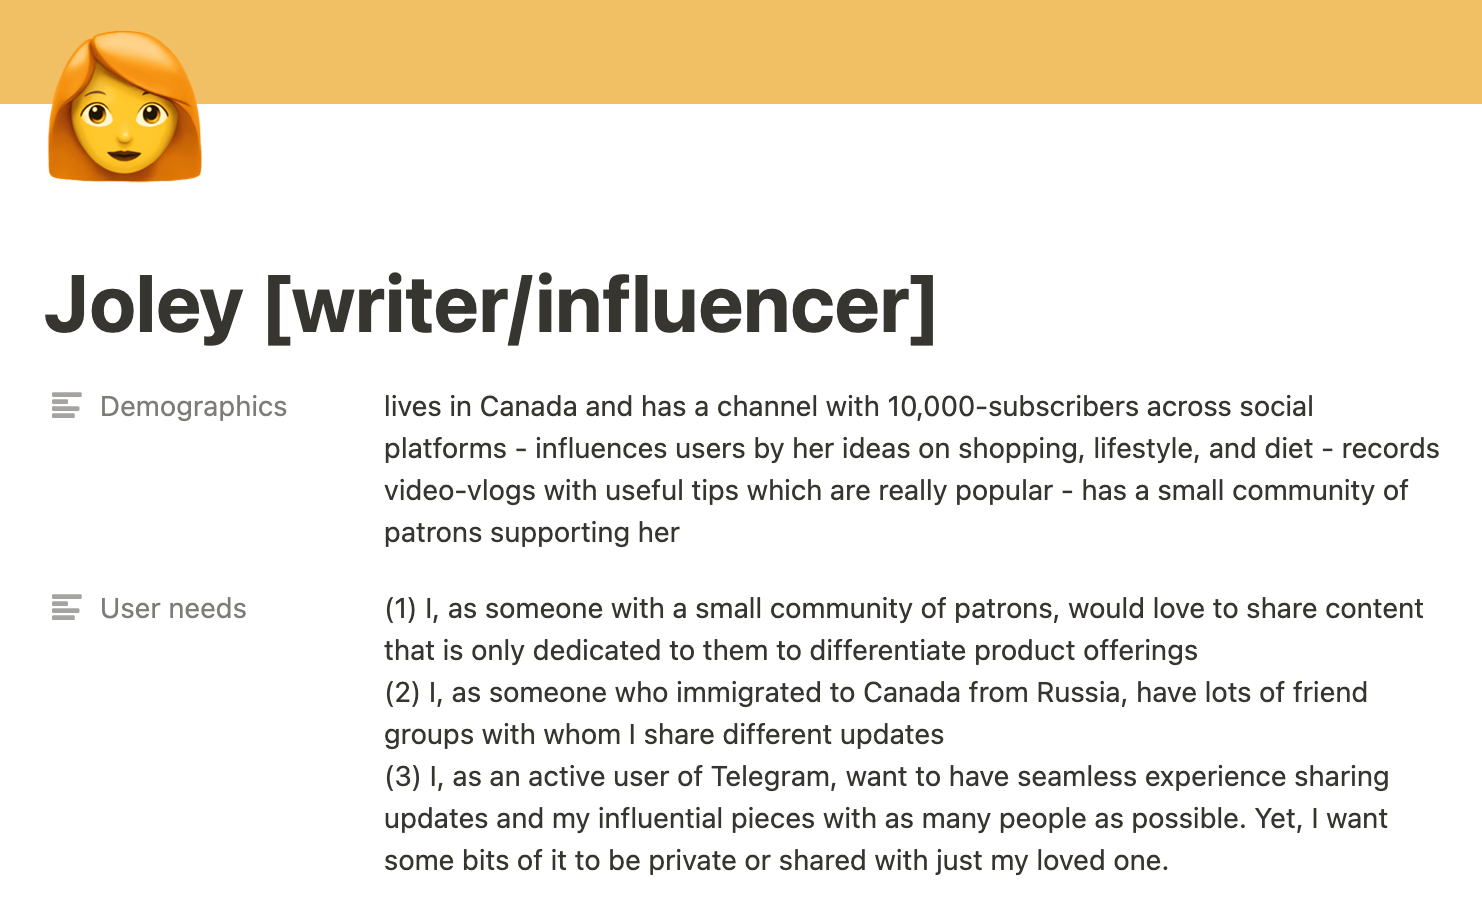 Joley [writer/influencer]
Demographics
lives in Canada and has a channel with 10,000-subscribers across social
platforms - influences users by her ideas on shopping, lifestyle, and diet - records
video-vlogs with useful tips which are really popular - has a small community of
patrons supporting her
User needs
(1) I, as someone with a small community of patrons, would love to share content
that is only dedicated to them to differentiate product offerings
(2) I, as someone who immigrated to Canada from Russia, have lots of friend
groups with whom I share different updates
(3) I, as an active user of Telegram, want to have seamless experience sharing
updates and my influential pieces with as many people as possible. Yet, I want
some bits of it to be private or shared with just my loved one.